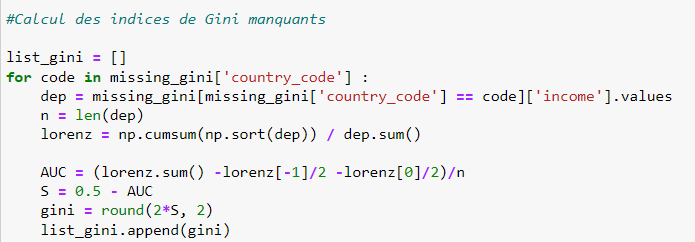 #Calcul des indices de Gini manquants
list_gini = []
for code in missing_gini['country_code'] :
dep = missing_gini[missing_gini['country_code'] == code]['income'].values
n = len(dep)
lorenz = np.cumsum(np.sort(dep)) / dep.sum()
AUC = (lorenz.sum() -lorenz[-1]/2 -lorenz[0]/2)/n
S = 0.5 - AUC
gini = round(2*S, 2)
list_gini.append(gini)